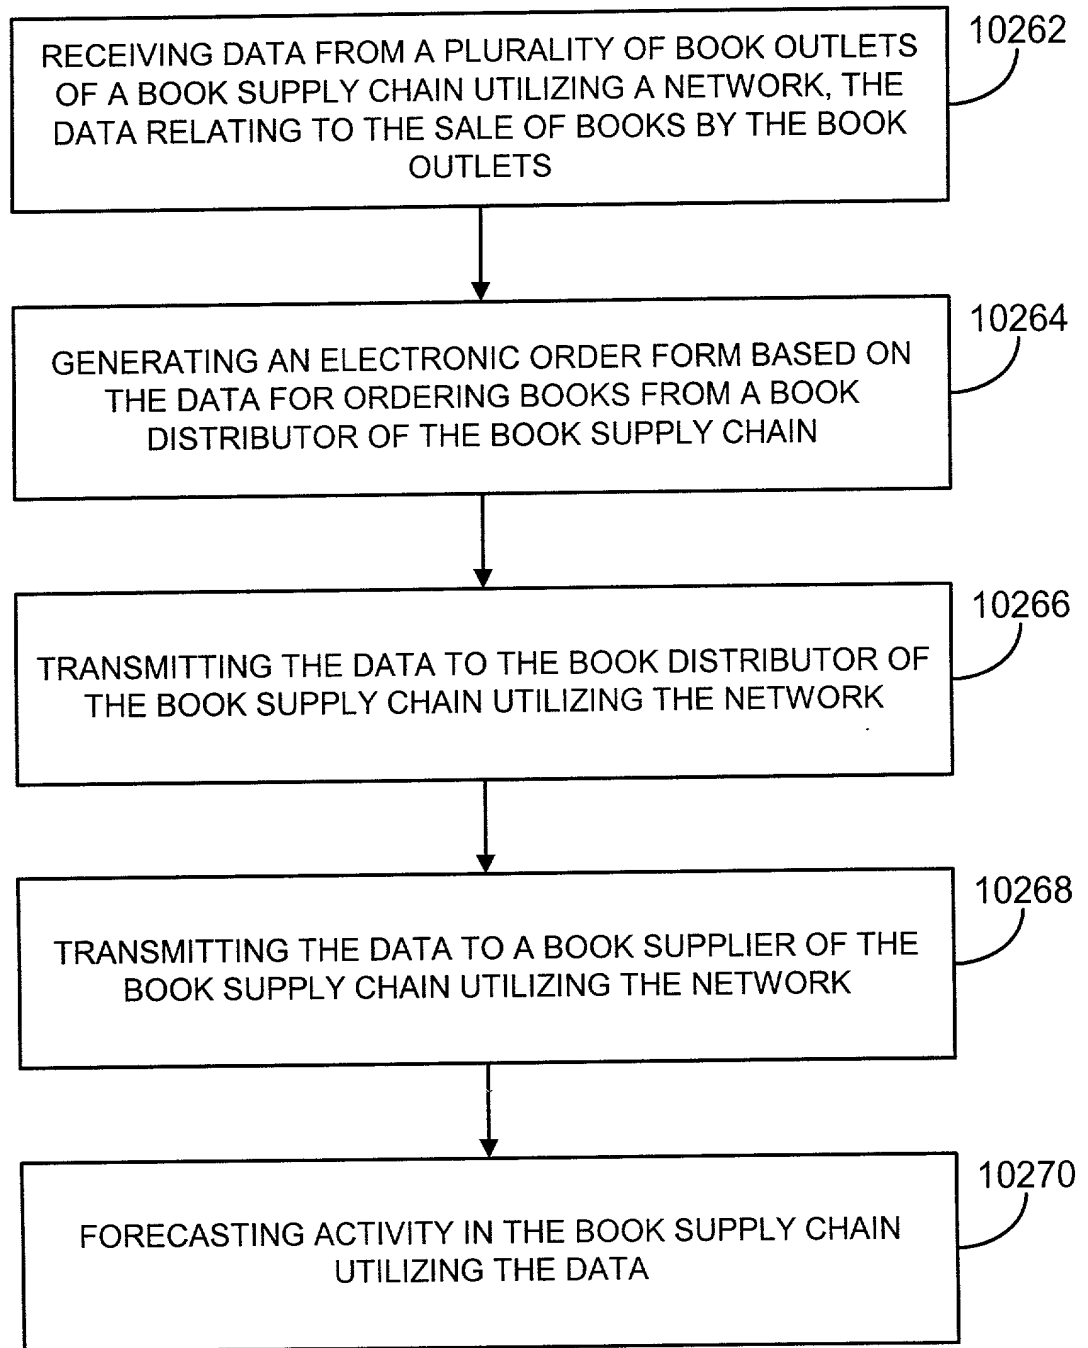 RECEIVING DATA FROM A PLURALITY OF BOOK OUTLETS
OF A BOOK SUPPLY CHAIN UTILIZING A NETWORK, THE
DATA RELATING TO THE SALE OF BOOKS BY THE BOOK
OUTLETS
10262
GENERATING AN ELECTRONIC ORDER FORM BASED ON
THE DATA FOR ORDERING BOOKS FROM A BOOK
DISTRIBUTOR OF THE BOOK SUPPLY CHAIN
10264
TRANSMITTING THE DATA TO THE BOOK DISTRIBUTOR OF
THE BOOK SUPPLY CHAIN UTILIZING THE NETWORK
10266
TRANSMITTING THE DATA TO A BOOK SUPPLIER OF THE
BOOK SUPPLY CHAIN UTILIZING THE NETWORK
10268
FORECASTING ACTIVITY IN THE BOOK SUPPLY CHAIN
UTILIZING THE DATA
10270